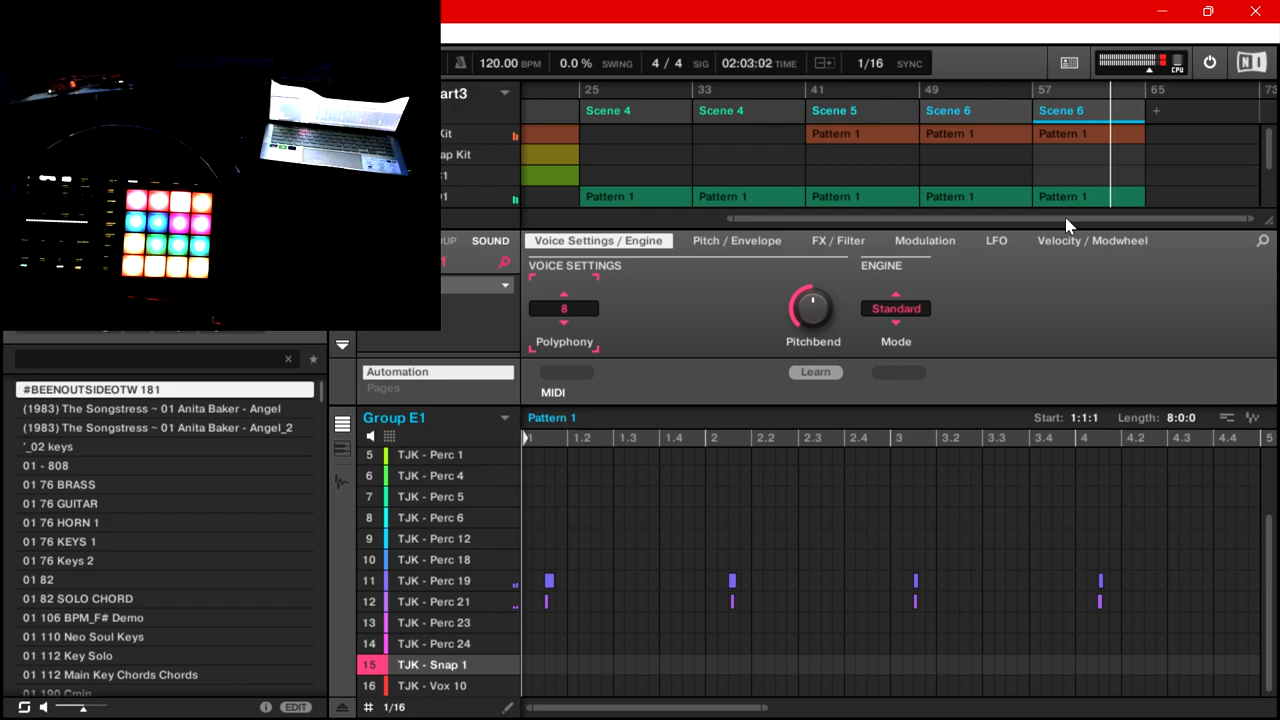 120.00 BPM 0.0 % SWING 4 / 4 SIG 02:03:02 TIME 1/16 SYNC CPU NI
art3 25 33 41 49 57 65 73
Scene 4 Scene 4 Scene 5 Scene 6 Scene 6 +
Kit Pattern 1 Pattern 1 Pattern 1
ap Kit
Pattern 1 Pattern 1 Pattern 1 Pattern 1 Pattern 1
UP SOUND Voice Settings / Engine Pitch / Envelope FX / Filter Modulation LFO Velocity / Modwheel
VOICE SETTINGS ENGINE
8 Standard
Polyphony Pitchbend Mode
Automation Learn
Pages
MIDI
#BEENOUTSIDEOTW 181
(1983) The Songstress ~ 01 Anita Baker - Angel
(1983) The Songstress ~ 01 Anita Baker - Angel_2
'_02 keys
01 - 808
01 76 BRASS
01 76 GUITAR
01 76 HORN 1
01 76 KEYS 1
01 76 Keys 2
01 82
01 82 SOLO CHORD
01 106 BPM_F# Demo
01 110 Neo Soul Keys
01 112 Key Solo
01 112 Main Key Chords Chords
01 190 Cmin
EDIT
Group E1 Pattern 1 Start: 1:1:1 Length: 8:0:0
1 1.2 1.3 1.4 2 2.2 2.3 2.4 3 3.2 3.3 3.4 4 4.2 4.3 4.4 5
5 TJK - Perc 1
6 TJK - Perc 4
7 TJK - Perc 5
8 TJK - Perc 6
9 TJK - Perc 12
10 TJK - Perc 18
11 TJK - Perc 19
12 TJK - Perc 21
13 TJK - Perc 23
14 TJK - Perc 24
15 TJK - Snap 1
16 TJK - Vox 10
# 1/16